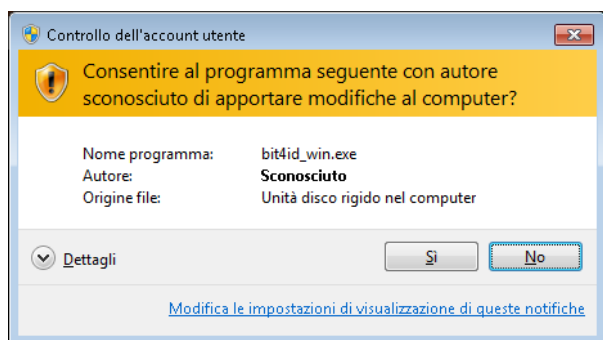 Controllo dell'account utente
Consentire al programma seguente con autore
sconosciuto di apportare modifiche al computer?
Nome programma: bit4id_win.exe
Autore: Sconosciuto
Origine file: Unità disco rigido nel computer
Dettagli Sì No
Modifica le impostazioni di visualizzazione di queste notifiche